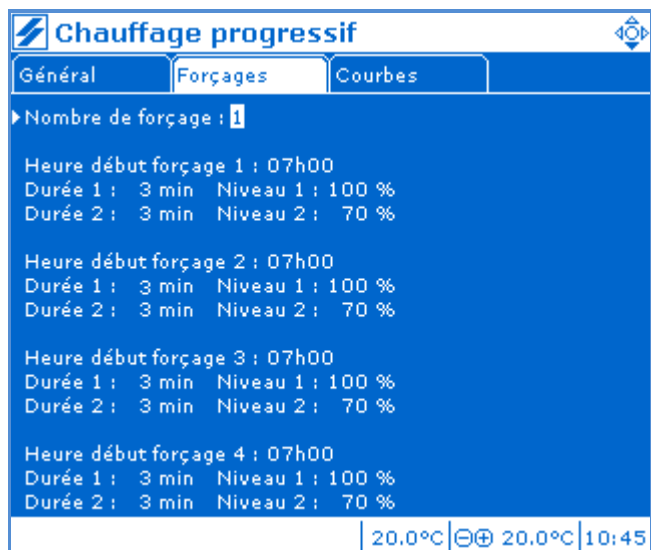 Chauffage progressif
Général Forçages Courbes
Nombre de forçage : 1
Heure début forçage 1 : 07h00
Durée 1 : 3 min Niveau 1 : 100 %
Durée 2 : 3 min Niveau 2 : 70 %
Heure début forçage 2 : 07h00
Durée 1 : 3 min Niveau 1 : 100 %
Durée 2 : 3 min Niveau 2 : 70 %
Heure début forçage 3 : 07h00
Durée 1 : 3 min Niveau 1 : 100 %
Durée 2 : 3 min Niveau 2 : 70 %
Heure début forçage 4 : 07h00
Durée 1 : 3 min Niveau 1 : 100 %
Durée 2 : 3 min Niveau 2 : 70 %
20.0°C ⊖⊕ 20.0°C 10:45